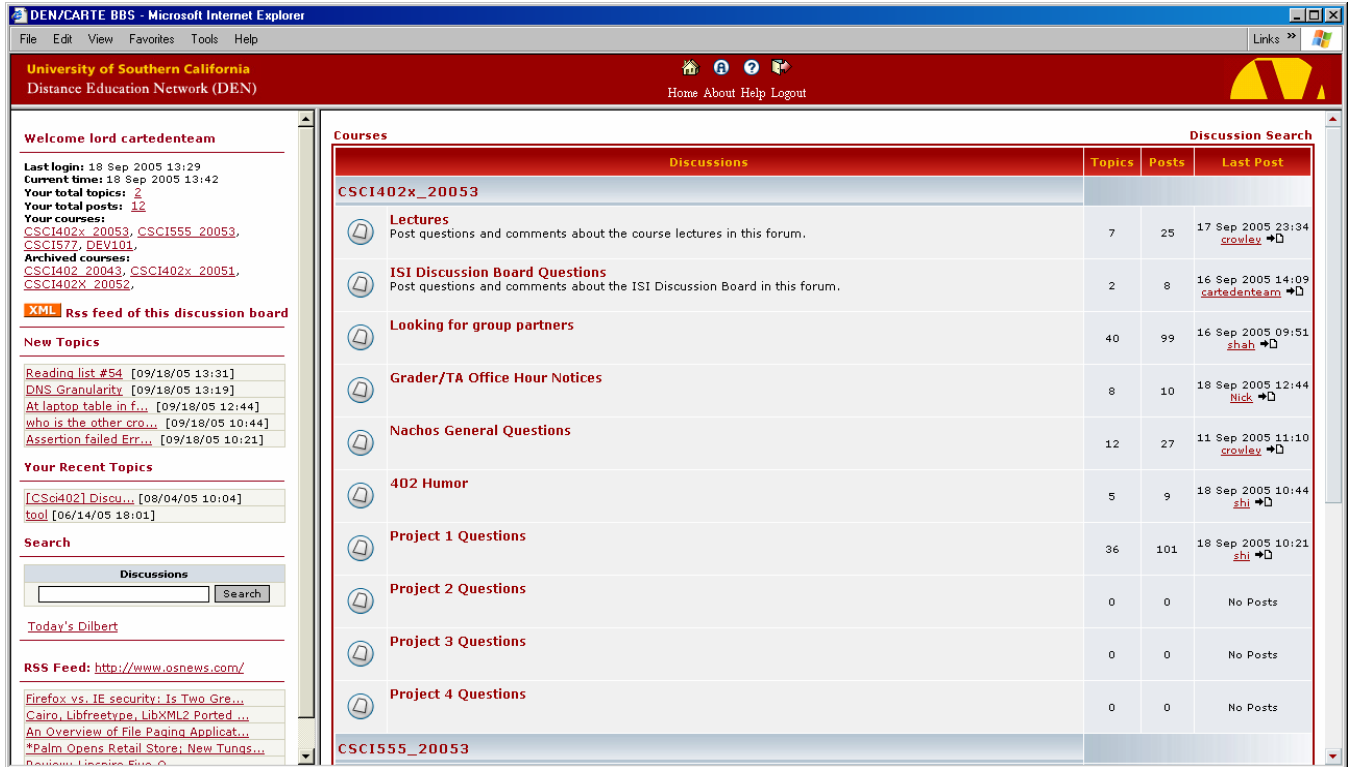 DEN/CARTE BBS - Microsoft Internet Explorer
File Edit View Favorites Tools Help
Links »
University of Southern California
Distance Education Network (DEN)
Home About Help Logout
Welcome lord cartedenteam
Last login: 18 Sep 2005 13:29
Current time: 18 Sep 2005 13:42
Your total topics: 2
Your total posts: 12
Your courses:
CSCI402x_20053, CSCI555_20053,
CSCI577, DEV101,
Archived courses:
CSCI402_20043, CSCI402x_20051,
CSCI402X_20052,
XML Rss feed of this discussion board
New Topics
Reading list #54 [09/18/05 13:31]
DNS Granularity [09/18/05 13:19]
At laptop table in f... [09/18/05 12:44]
who is the other cro... [09/18/05 10:44]
Assertion failed Err... [09/18/05 10:21]
Your Recent Topics
[CSci402] Discu... [08/04/05 10:04]
tool [06/14/05 18:01]
Search
Discussions
Search
Today's Dilbert
RSS Feed: http://www.osnews.com/
Firefox vs. IE security: Is Two Gre...
Cairo, Libfreetype, LibXML2 Ported ...
An Overview of File Paging Applicat...
*Palm Opens Retail Store; New Tungs...
Courses
Discussion Search
Discussions Topics Posts Last Post
CSCI402x_20053
Lectures
Post questions and comments about the course lectures in this forum.
7 25 17 Sep 2005 23:34
crowley
ISI Discussion Board Questions
Post questions and comments about the ISI Discussion Board in this forum.
2 8 16 Sep 2005 14:09
cartedenteam
Looking for group partners
40 99 16 Sep 2005 09:51
shah
Grader/TA Office Hour Notices
8 10 18 Sep 2005 12:44
Nick
Nachos General Questions
12 27 11 Sep 2005 11:10
crowley
402 Humor
5 9 18 Sep 2005 10:44
shi
Project 1 Questions
36 101 18 Sep 2005 10:21
shi
Project 2 Questions
0 0 No Posts
Project 3 Questions
0 0 No Posts
Project 4 Questions
0 0 No Posts
CSCI555_20053